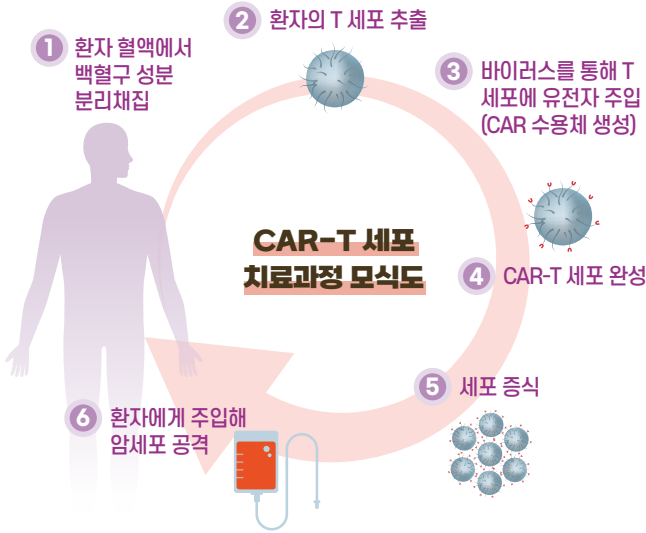 1 환자 혈액에서
백혈구 성분
분리채집
2 환자의 T 세포 추출
3 바이러스를 통해 T
세포에 유전자 주입
(CAR 수용체 생성)
CAR-T 세포
치료과정 모식도
4 CAR-T 세포 완성
5 세포 증식
6 환자에게 주입해
암세포 공격